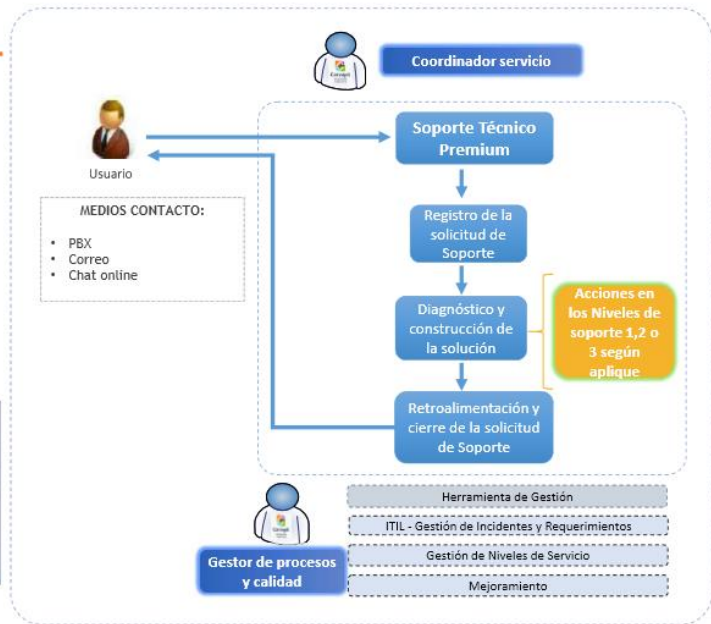 Coordinador servicio
Usuario
MEDIOS CONTACTO:
• PBX
• Correo
• Chat online
Soporte Técnico
Premium
Registro de la
solicitud de
Soporte
Diagnóstico y
construcción de
la solución
Acciones en
los Niveles de
soporte 1,2 o
3 según
aplique
Retroalimentación y
cierre de la solicitud
de Soporte
Gestor de procesos
y calidad
Herramienta de Gestión
ITIL - Gestión de Incidentes y Requerimientos
Gestión de Niveles de Servicio
Mejoramiento